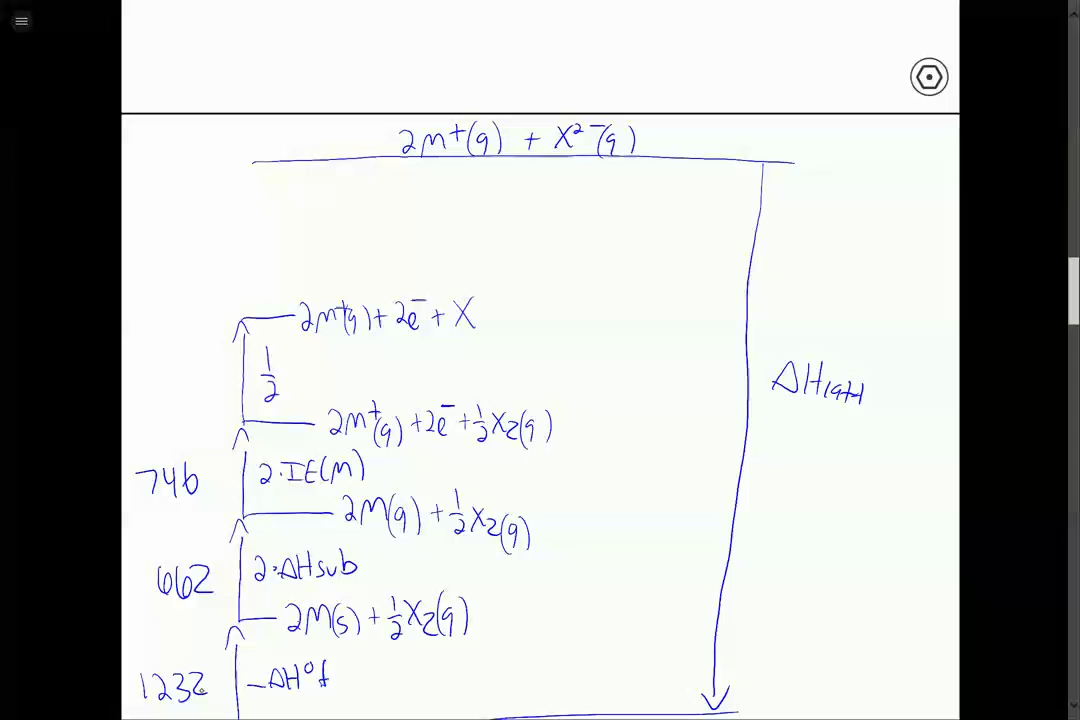 2M⁺(g) + X²⁻(g)
2M⁺(g) + 2e⁻ + X
1/2
ΔHlatt
2M⁺(g) + 2e⁻ + 1/2X₂(g)
746 2·IE(M)
2M(g) + 1/2X₂(g)
662 2·ΔHsub
2M(s) + 1/2X₂(g)
1232 -ΔH°f